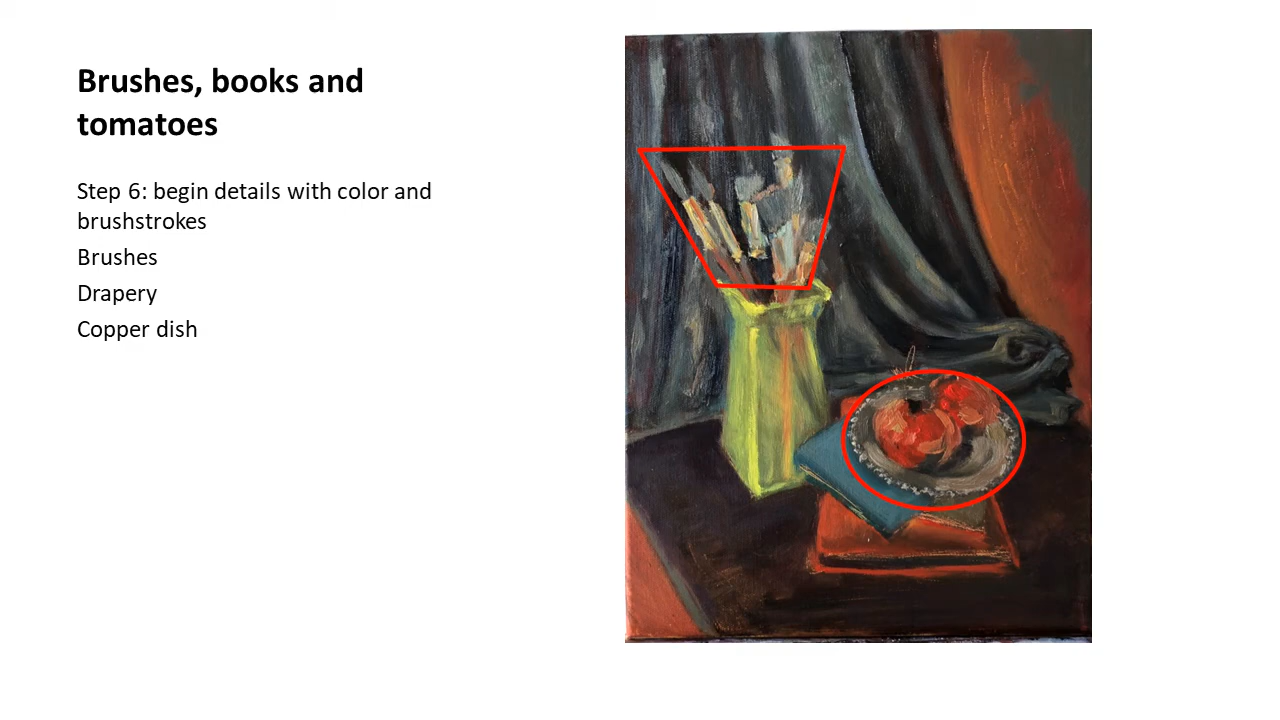 Brushes, books and
tomatoes
Step 6: begin details with color and
brushstrokes
Brushes
Drapery
Copper dish